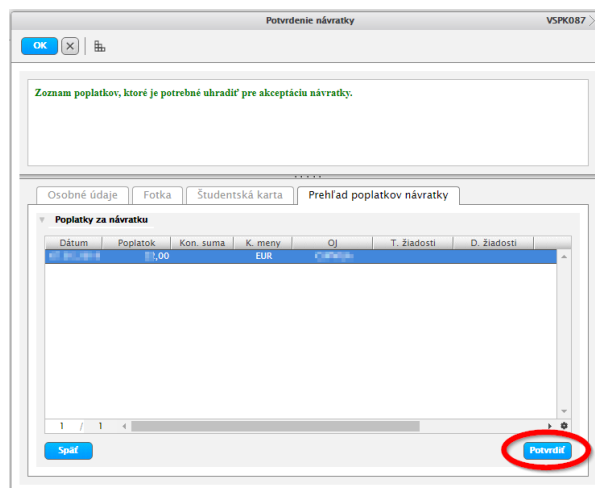 Potvrdenie návratky VSPK087
OK
Zoznam poplatkov, ktoré je potrebné uhradiť pre akceptáciu návratky.
Osobné údaje Fotka Študentská karta Prehľad poplatkov návratky
Poplatky za návratku
Dátum Poplatok Kon. suma K. meny OJ T. žiadosti D. žiadosti
,00 EUR
1 / 1
Späť Potvrdiť